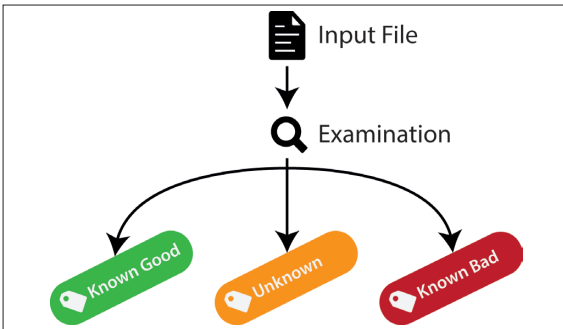 Input File
Examination
Known Good
Unknown
Known Bad